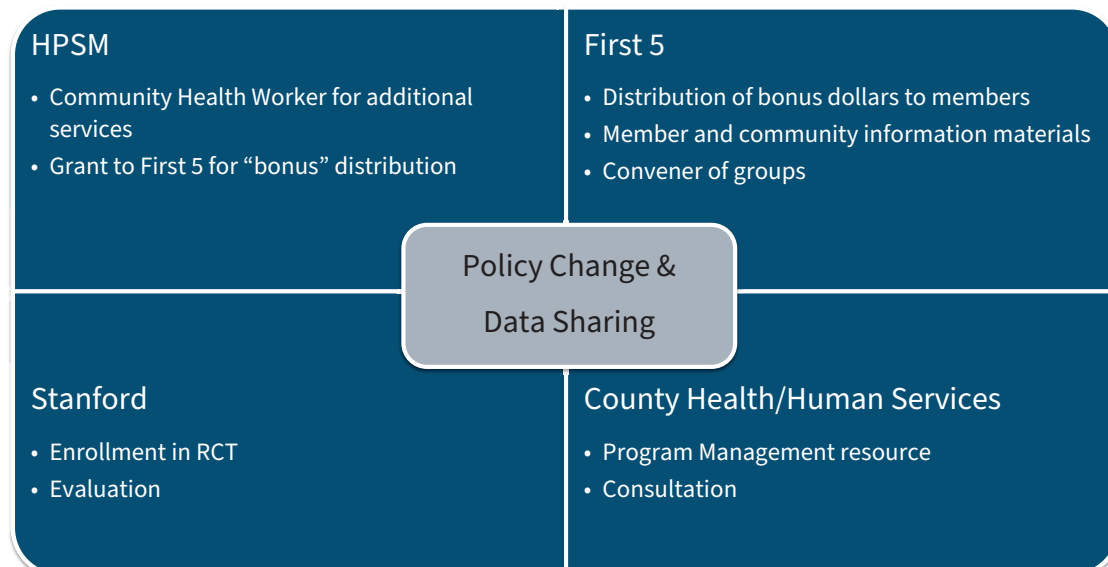 HPSM
• Community Health Worker for additional
services
• Grant to First 5 for “bonus” distribution
First 5
• Distribution of bonus dollars to members
• Member and community information materials
• Convener of groups
Policy Change &
Data Sharing
Stanford
• Enrollment in RCT
• Evaluation
County Health/Human Services
• Program Management resource
• Consultation